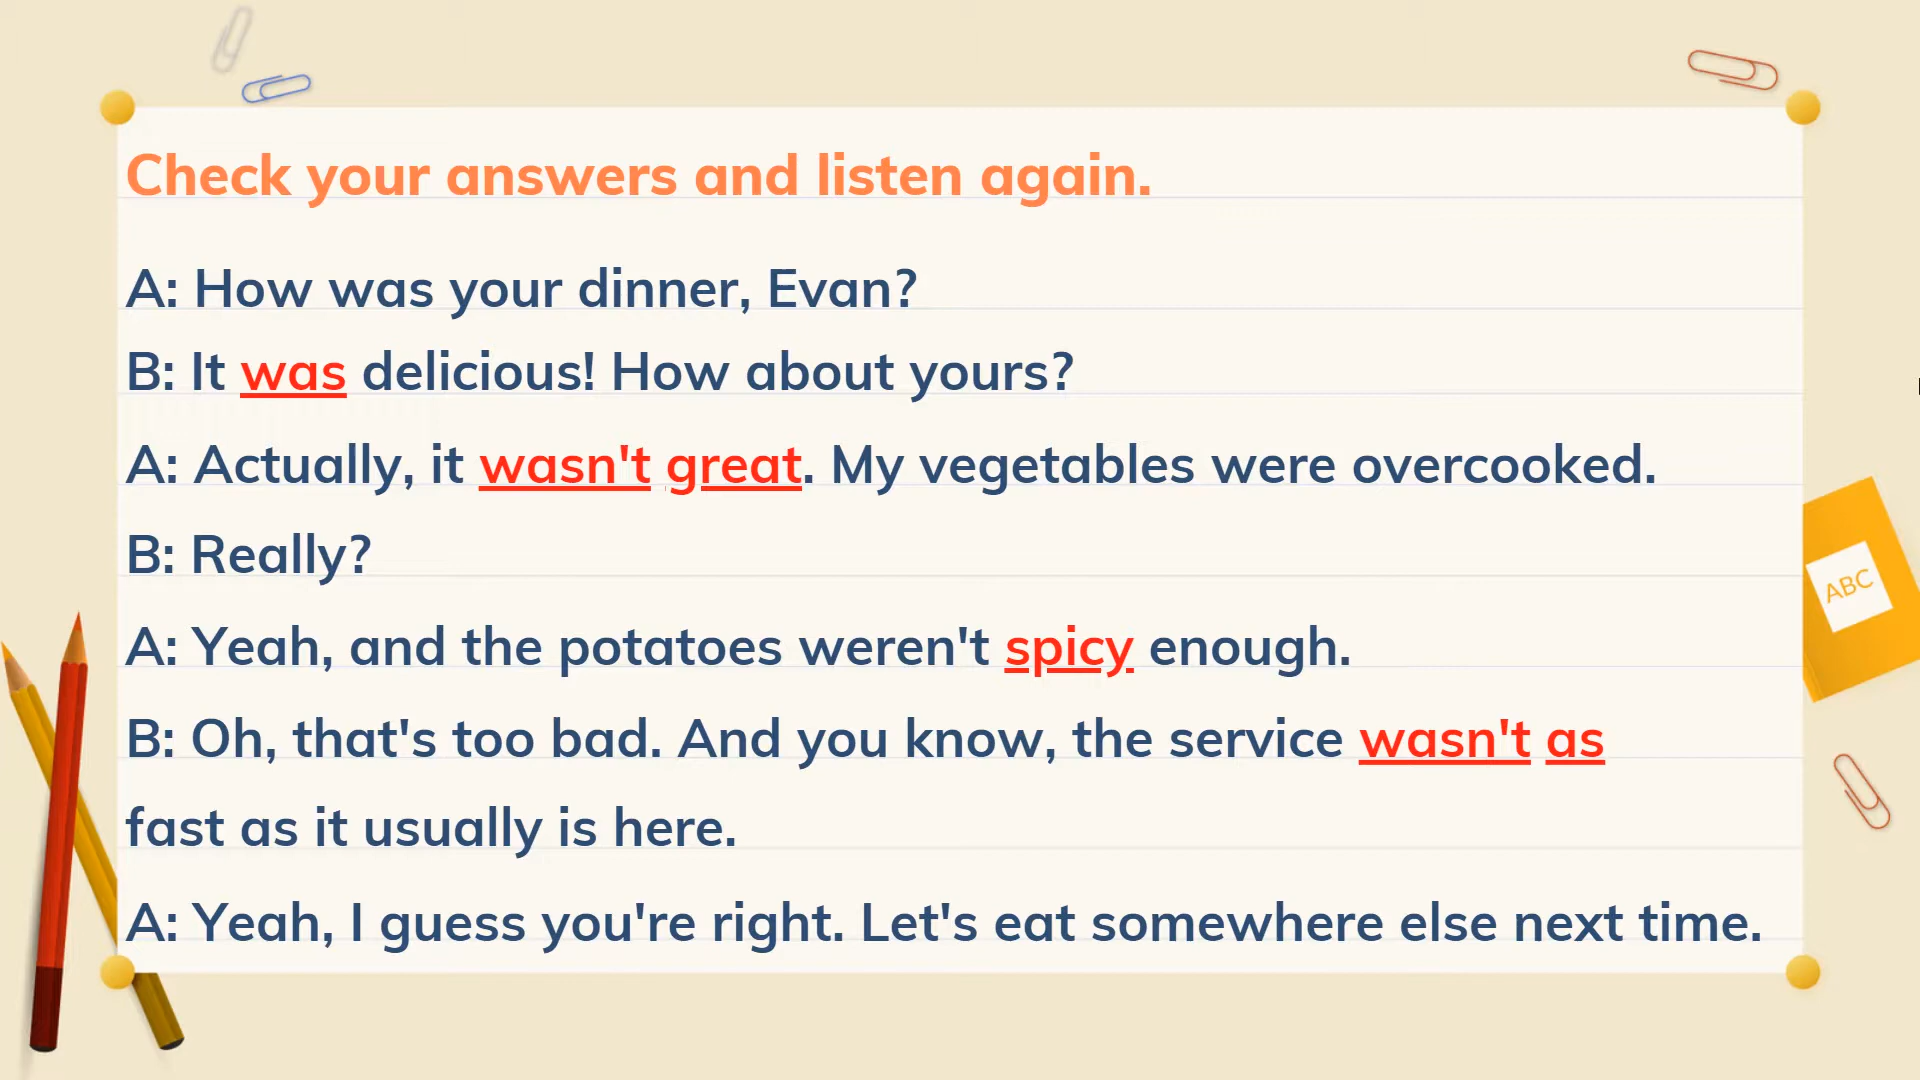 Check your answers and listen again.
A: How was your dinner, Evan?
B: It was delicious! How about yours?
A: Actually, it wasn't great. My vegetables were overcooked.
B: Really?
A: Yeah, and the potatoes weren't spicy enough.
B: Oh, that's too bad. And you know, the service wasn't as
fast as it usually is here.
A: Yeah, I guess you're right. Let's eat somewhere else next time.
ABC